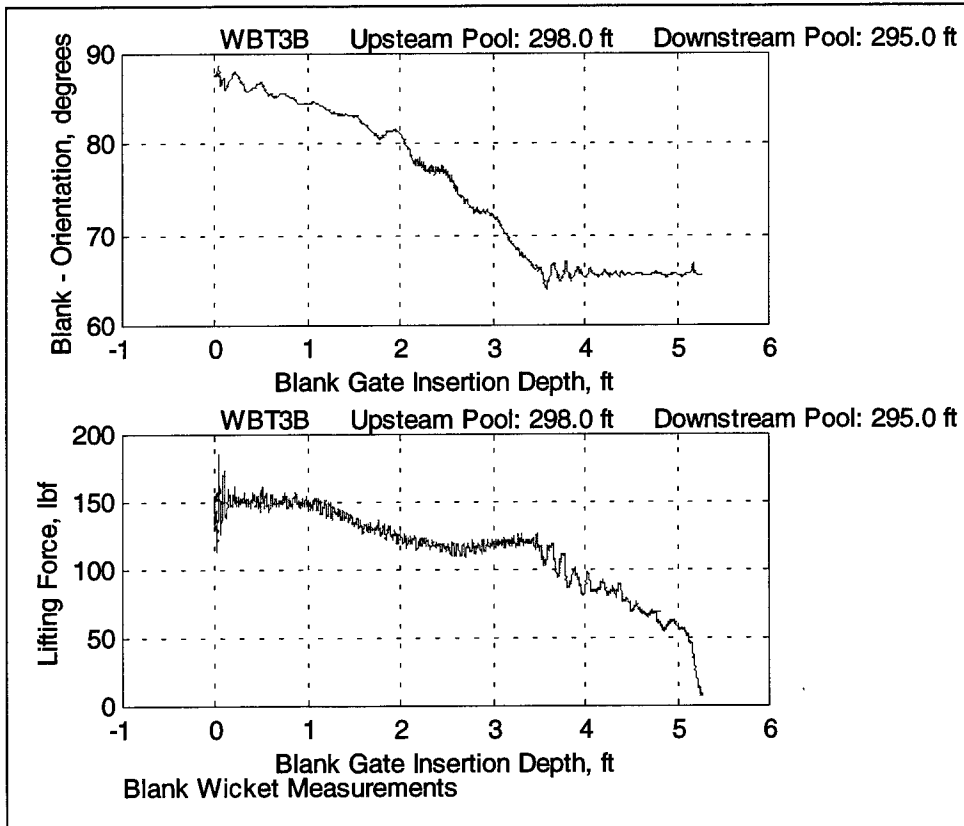 WBT3B Upsteam Pool: 298.0 ft Downstream Pool: 295.0 ft
90
80
70
60
Blank - Orientation, degrees
-1 0 1 2 3 4 5 6
Blank Gate Insertion Depth, ft
WBT3B Upstream Pool: 298.0 ft Downstream Pool: 295.0 ft
200
150
100
50
0
Lifting Force, lbf
-1 0 1 2 3 4 5 6
Blank Gate Insertion Depth, ft
Blank Wicket Measurements